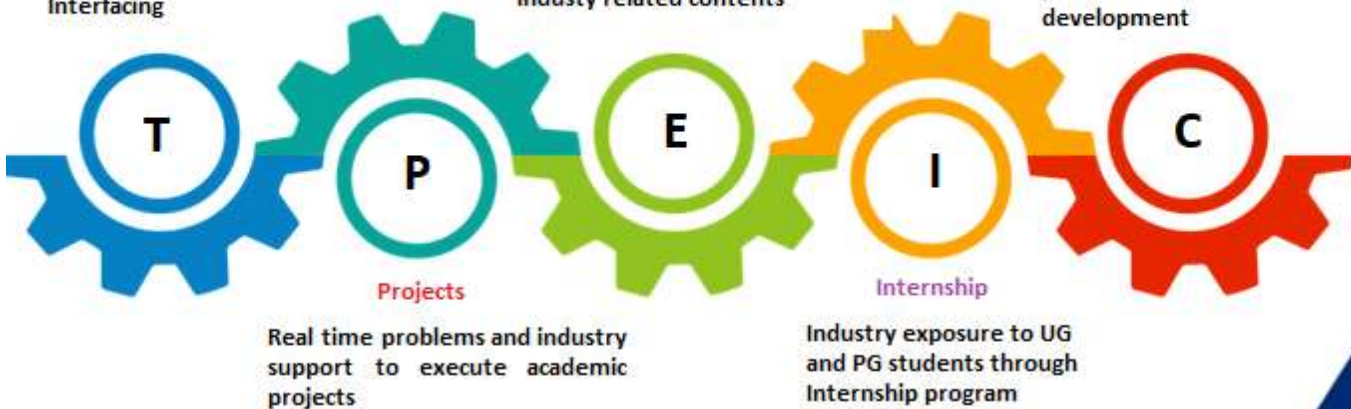 Interfacing
Industy related contents
development
T
P
E
I
C
Projects
Real time problems and industry
support to execute academic
projects
Internship
Industry exposure to UG
and PG students through
Internship program